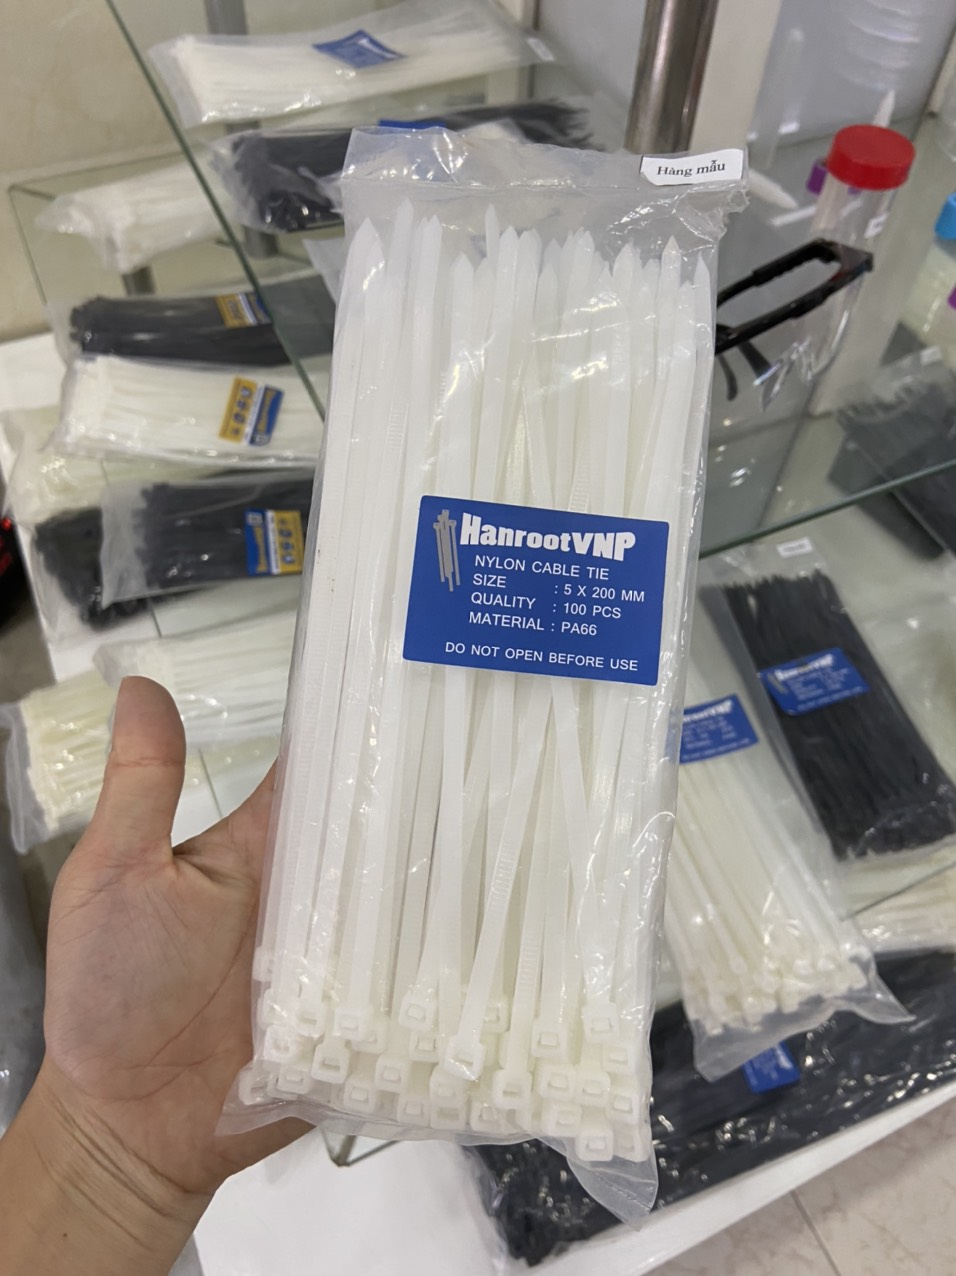 Hàng mẫu
HanrootVNP
NYLON CABLE TIE
SIZE : 5 X 200 MM
QUALITY : 100 PCS
MATERIAL : PA66
DO NOT OPEN BEFORE USE
HanrootVNP